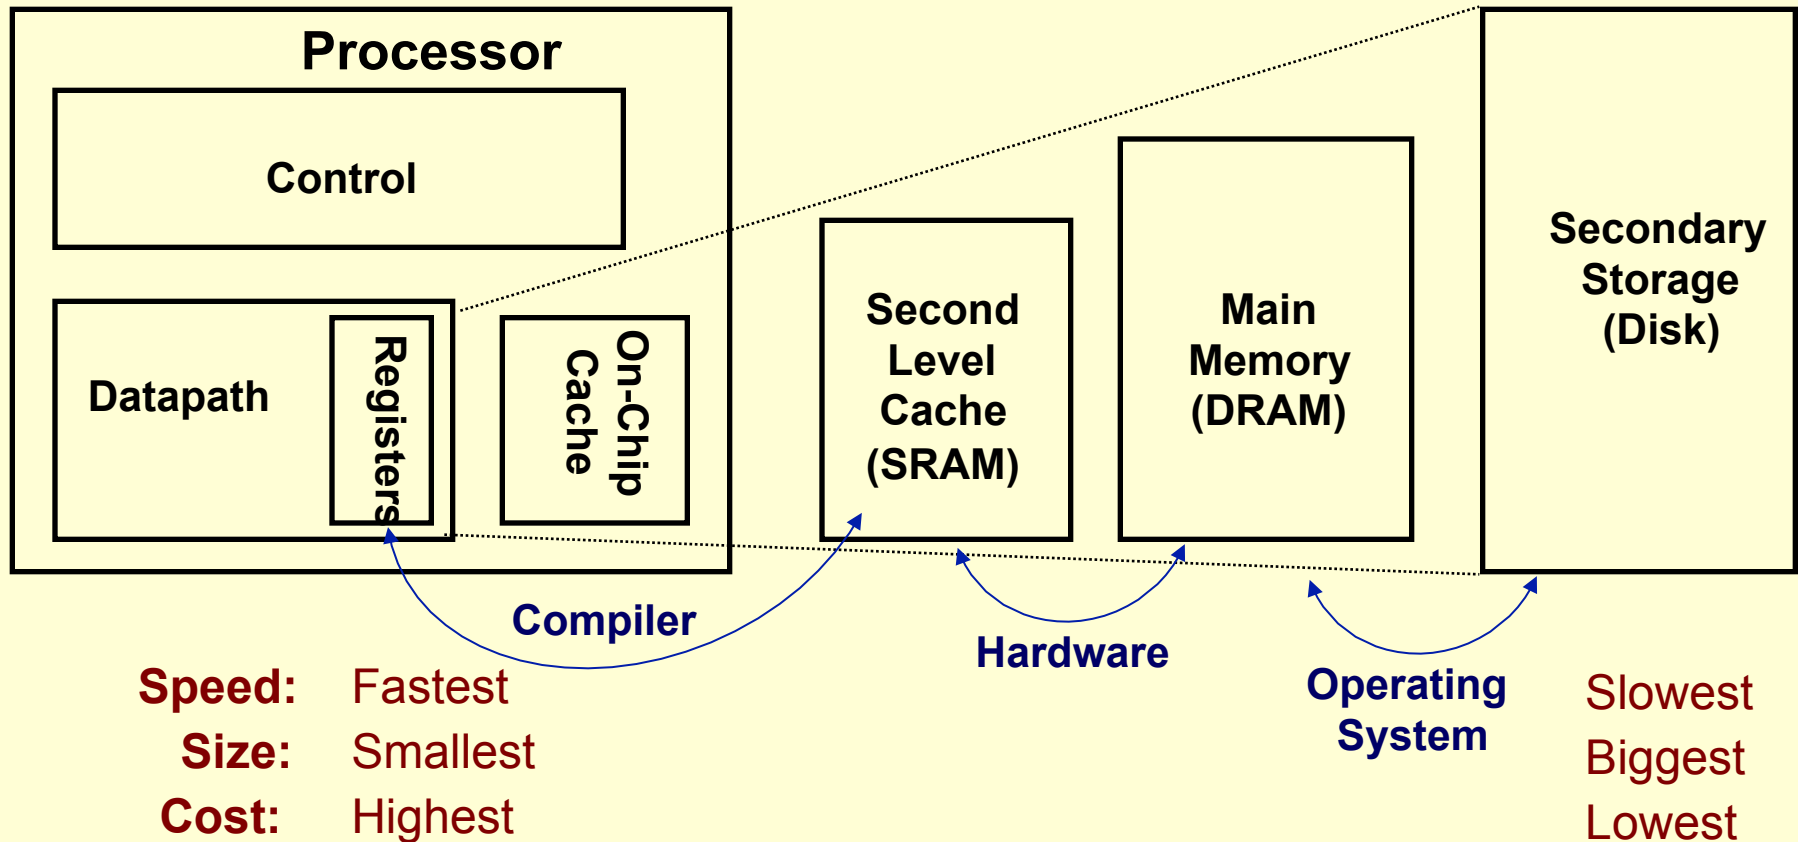 Processor
Control
Datapath
Registers
On-Chip
Cache
Second
Level
Cache
(SRAM)
Main
Memory
(DRAM)
Secondary
Storage
(Disk)
Compiler
Hardware
Operating
System
Speed: Fastest Slowest
Size: Smallest Biggest
Cost: Highest Lowest